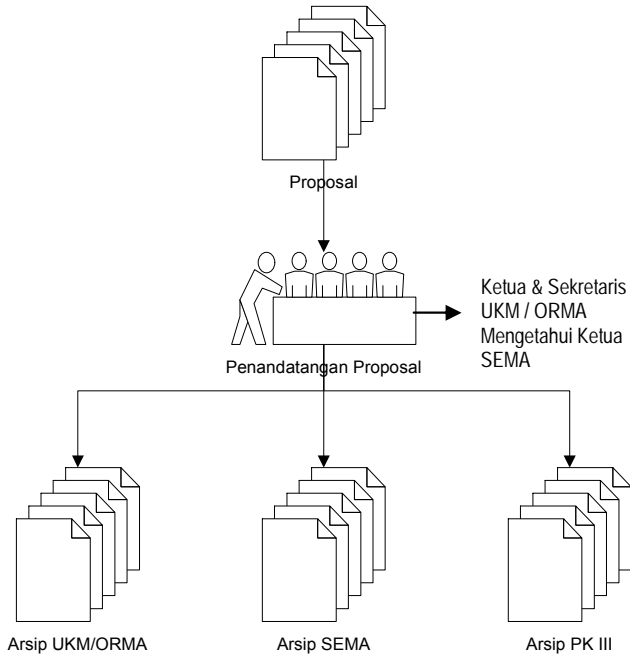 Proposal
Ketua & Sekretaris
UKM / ORMA
Mengetahui Ketua
SEMA
Penandatangan Proposal
Arsip UKM/ORMA
Arsip SEMA
Arsip PK III